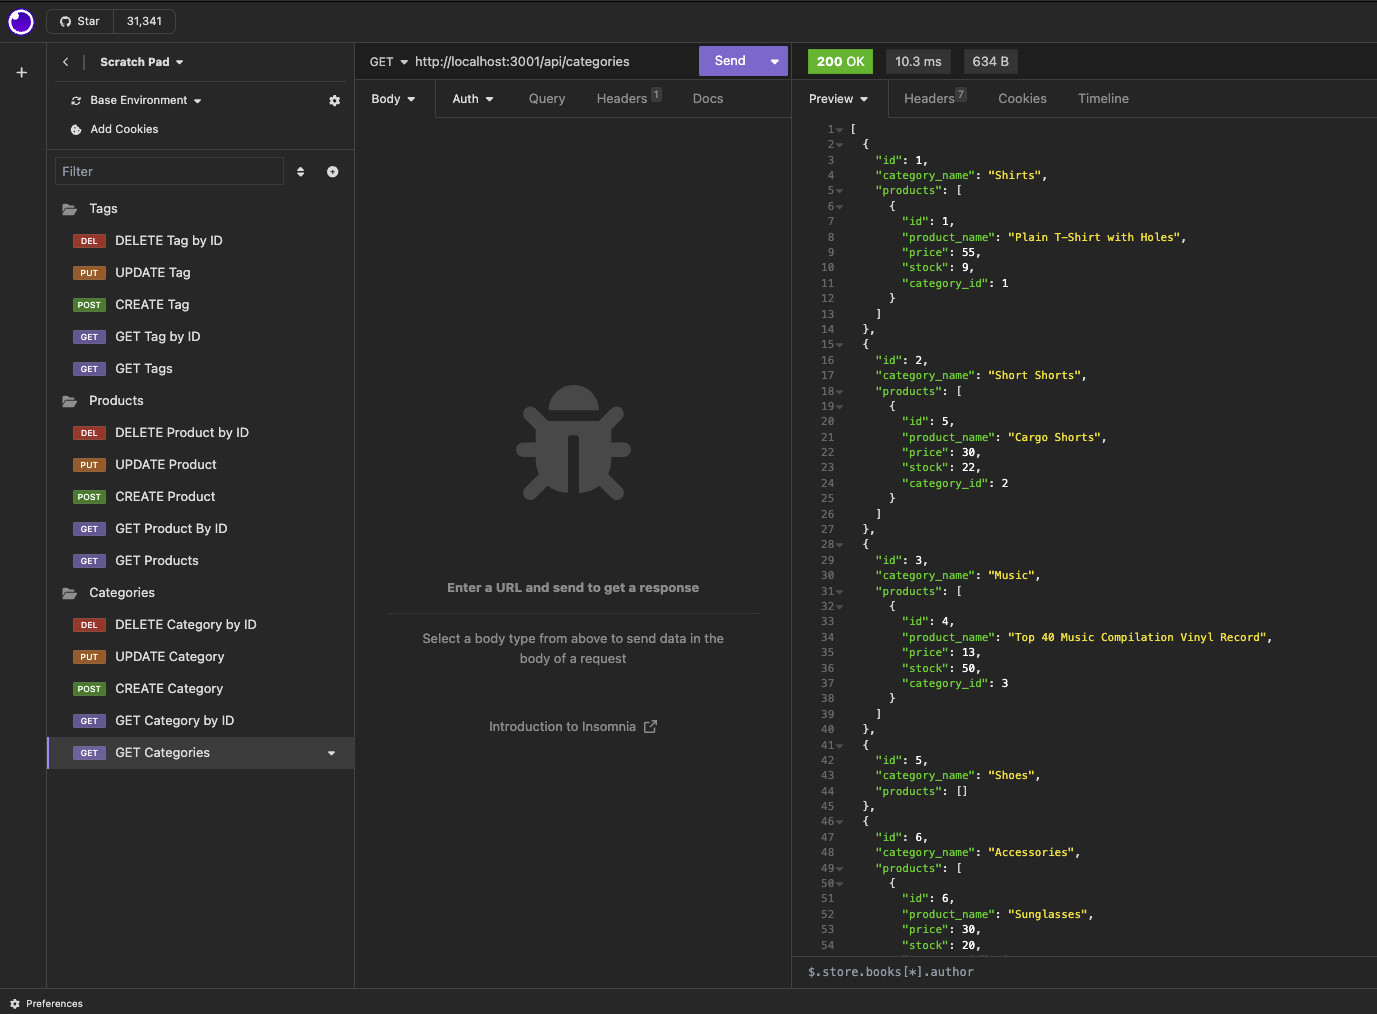 Star 31,341
Scratch Pad
Base Environment
Add Cookies
Filter
Tags
DEL DELETE Tag by ID
PUT UPDATE Tag
POST CREATE Tag
GET GET Tag by ID
GET GET Tags
Products
DEL DELETE Product by ID
PUT UPDATE Product
POST CREATE Product
GET GET Product By ID
GET GET Products
Categories
DEL DELETE Category by ID
PUT UPDATE Category
POST CREATE Category
GET GET Category by ID
GET GET Categories
GET http://localhost:3001/api/categories Send
Body Auth Query Headers 1 Docs
Enter a URL and send to get a response
Select a body type from above to send data in the
body of a request
Introduction to Insomnia
200 OK 10.3 ms 634 B
Preview Headers 7 Cookies Timeline
1 [
2 {
3 "id": 1,
4 "category_name": "Shirts",
5 "products": [
6 {
7 "id": 1,
8 "product_name": "Plain T-Shirt with Holes",
9 "price": 55,
10 "stock": 9,
11 "category_id": 1
12 }
13 ]
14 },
15 {
16 "id": 2,
17 "category_name": "Short Shorts",
18 "products": [
19 {
20 "id": 5,
21 "product_name": "Cargo Shorts",
22 "price": 30,
23 "stock": 22,
24 "category_id": 2
25 }
26 ]
27 },
28 {
29 "id": 3,
30 "category_name": "Music",
31 "products": [
32 {
33 "id": 4,
34 "product_name": "Top 40 Music Compilation Vinyl Record",
35 "price": 13,
36 "stock": 50,
37 "category_id": 3
38 }
39 ]
40 },
41 {
42 "id": 5,
43 "category_name": "Shoes",
44 "products": []
45 },
46 {
47 "id": 6,
48 "category_name": "Accessories",
49 "products": [
50 {
51 "id": 6,
52 "product_name": "Sunglasses",
53 "price": 30,
54 "stock": 20,
$.store.books[*].author
Preferences